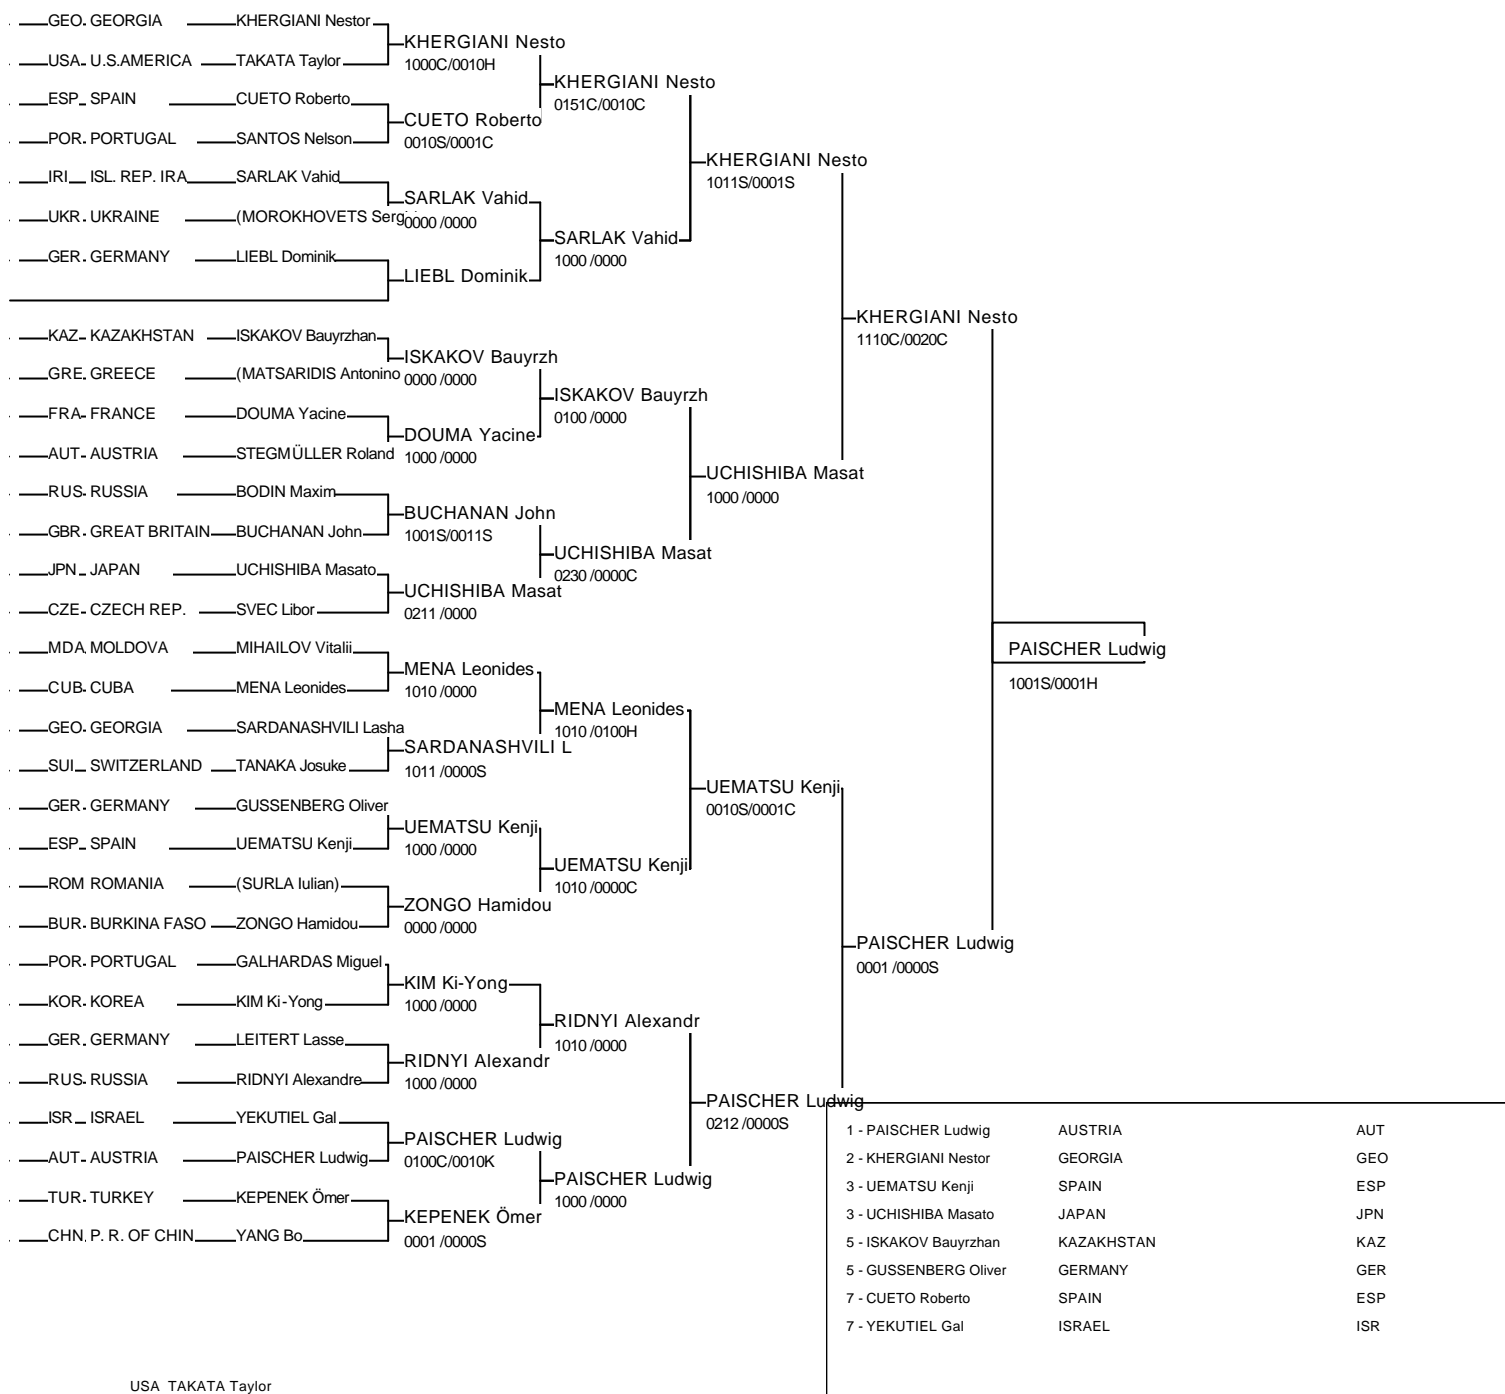 GEO GEORGIA KHERGIANI Nestor
KHERGIANI Nesto
USA U.S.AMERICA TAKATA Taylor
1000C/0010H
KHERGIANI Nesto
ESP SPAIN CUETO Roberto
0151C/0010C
CUETO Roberto
POR PORTUGAL SANTOS Nelson
0010S/0001C
KHERGIANI Nesto
IRI ISL. REP. IRA SARLAK Vahid
1011S/0001S
SARLAK Vahid
UKR UKRAINE (MOROKHOVETS Serg
0000 /0000
SARLAK Vahid
GER GERMANY LIEBL Dominik
1000 /0000
LIEBL Dominik
KHERGIANI Nesto
KAZ KAZAKHSTAN ISKAKOV Bauyrzhan
1110C/0020C
ISKAKOV Bauyrzh
GRE GREECE (MATSARIDIS Antonino
0000 /0000
ISKAKOV Bauyrzh
FRA FRANCE DOUMA Yacine
0100 /0000
DOUMA Yacine
AUT AUSTRIA STEGMÜLLER Roland
1000 /0000
UCHISHIBA Masat
RUS RUSSIA BODIN Maxim
1000 /0000
BUCHANAN John
GBR GREAT BRITAIN BUCHANAN John
1001S/0011S
UCHISHIBA Masat
JPN JAPAN UCHISHIBA Masato
0230 /0000C
UCHISHIBA Masat
CZE CZECH REP. SVEC Libor
0211 /0000
MDA MOLDOVA MIHAILOV Vitalii
PAISCHER Ludwig
MENA Leonides
CUB CUBA MENA Leonides
1001S/0001H
1010 /0000
MENA Leonides
GEO GEORGIA SARDANASHVILI Lasha
1010 /0100H
SARDANASHVILI L
SUI SWITZERLAND TANAKA Josuke
1011 /0000S
UEMATSU Kenji
GER GERMANY GUSSENBERG Oliver
0010S/0001C
UEMATSU Kenji
ESP SPAIN UEMATSU Kenji
1000 /0000
UEMATSU Kenji
ROM ROMANIA (SURLA Iulian)
1010 /0000C
ZONGO Hamidou
BUR BURKINA FASO ZONGO Hamidou
0000 /0000
PAISCHER Ludwig
POR PORTUGAL GALHARDAS Miguel
0001 /0000S
KIM Ki-Yong
KOR KOREA KIM Ki-Yong
1000 /0000
RIDNYI Alexandr
GER GERMANY LEITERT Lasse
1010 /0000
RIDNYI Alexandr
RUS RUSSIA RIDNYI Alexandre
1000 /0000
PAISCHER Ludwig
ISR ISRAEL YEKUTIEL Gal
0212 /0000S
PAISCHER Ludwig
AUT AUSTRIA PAISCHER Ludwig
0100C/0010K
PAISCHER Ludwig
TUR TURKEY KEPENEK Ömer
1000 /0000
KEPENEK Ömer
CHN P. R. OF CHIN YANG Bo
0001 /0000S
1 - PAISCHER Ludwig AUSTRIA AUT
2 - KHERGIANI Nestor GEORGIA GEO
3 - UEMATSU Kenji SPAIN ESP
3 - UCHISHIBA Masato JAPAN JPN
5 - ISKAKOV Bauyrzhan KAZAKHSTAN KAZ
5 - GUSSENBERG Oliver GERMANY GER
7 - CUETO Roberto SPAIN ESP
7 - YEKUTIEL Gal ISRAEL ISR
USA TAKATA Taylor